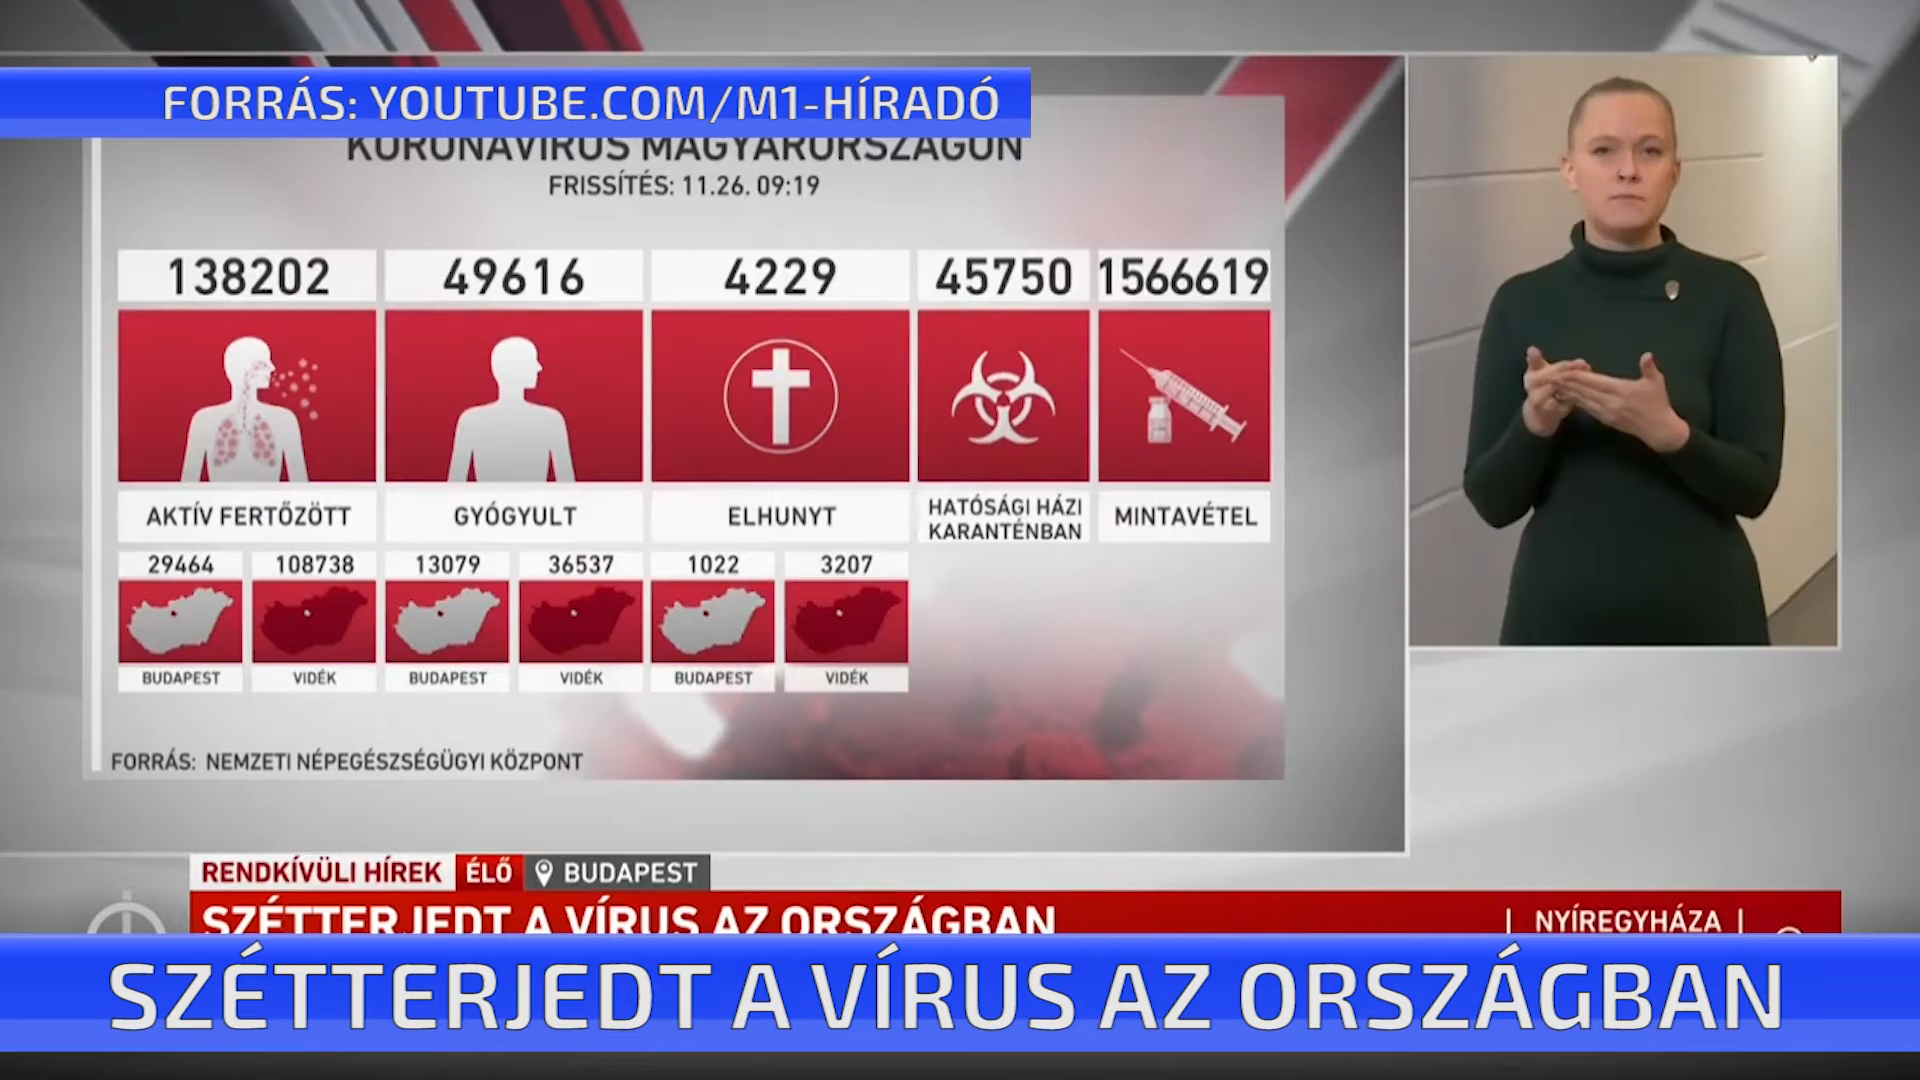 FORRÁS: YOUTUBE.COM/M1-HÍRADÓ
KORONAVÍRUS MAGYARORSZÁGON
FRISSÍTÉS: 11.26. 09:19
138202 49616 4229 45750 1566619
AKTÍV FERTŐZÖTT GYÓGYULT ELHUNYT HATÓSÁGI HÁZI KARANTÉNBAN MINTAVÉTEL
29464 108738 13079 36537 1022 3207
BUDAPEST VIDÉK BUDAPEST VIDÉK BUDAPEST VIDÉK
FORRÁS: NEMZETI NÉPEGÉSZSÉGÜGYI KÖZPONT
RENDKÍVÜLI HÍREK ÉLŐ BUDAPEST
SZÉTTERJEDT A VÍRUS AZ ORSZÁGBAN
| NYÍREGYHÁZA |
SZÉTTERJEDT A VÍRUS AZ ORSZÁGBAN